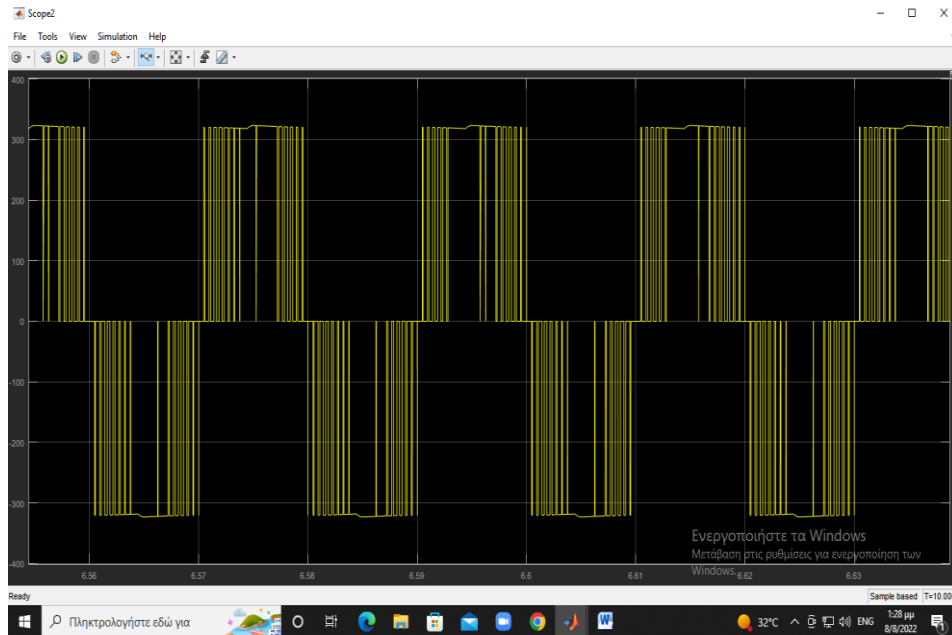 Scope2
File Tools View Simulation Help
400
300
200
100
0
-100
-200
-300
-400
6.56 6.57 6.58 6.59 6.6 6.61 6.62 6.63
Ενεργοποιήστε τα Windows
Μετάβαση στις ρυθμίσεις για ενεργοποίηση των
Windows.
Ready
Sample based T=10.00
Πληκτρολογήστε εδώ για
32°C
ENG
1:28 μμ
8/8/2022